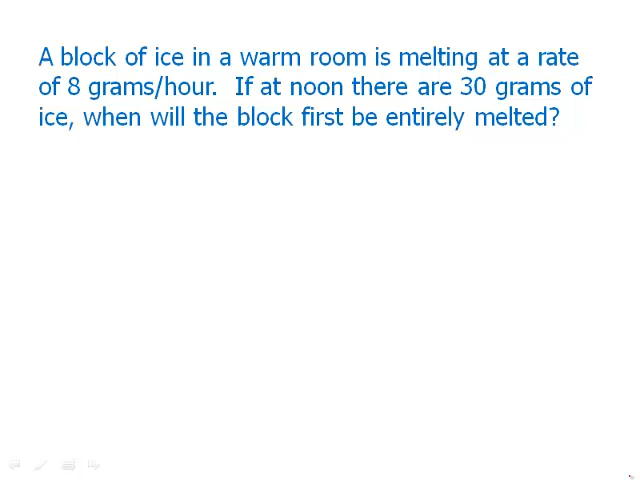 A block of ice in a warm room is melting at a rate
of 8 grams/hour.  If at noon there are 30 grams of
ice, when will the block first be entirely melted?